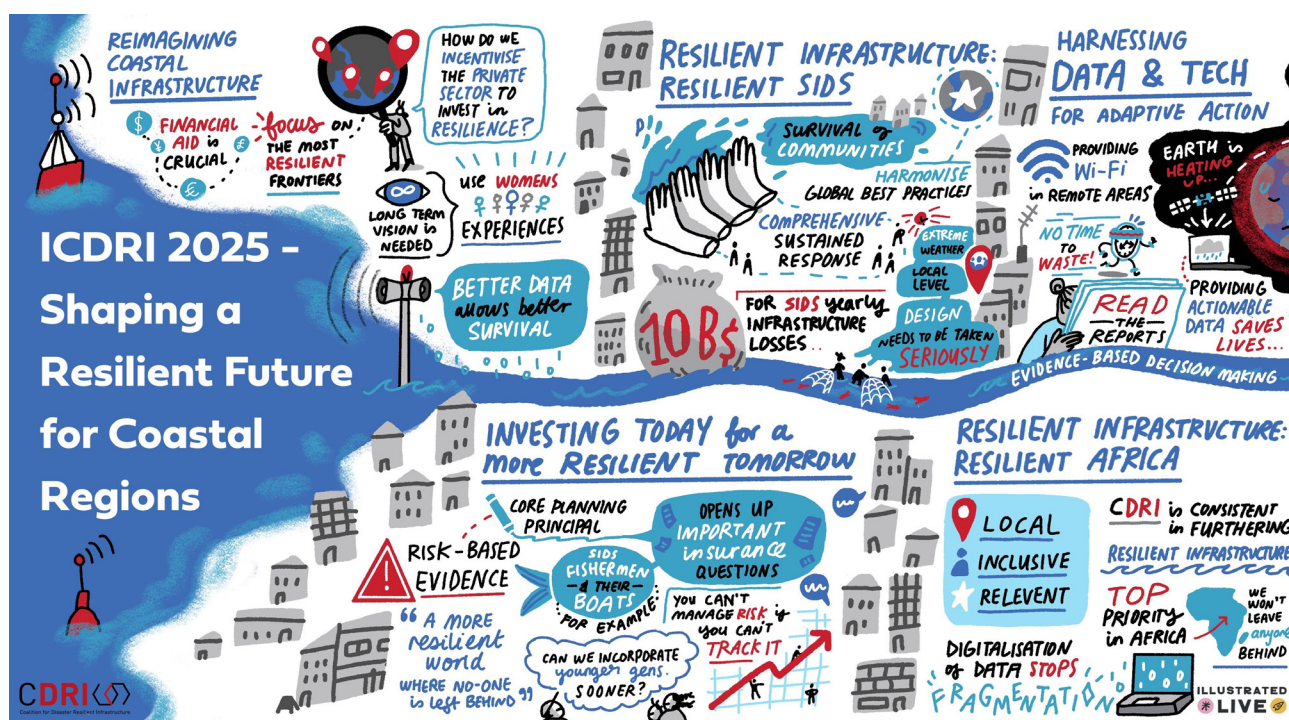 ICDRI 2025 -
Shaping a
Resilient Future
for Coastal
Regions
CDRI
Coalition for Disaster Resilient Infrastructure
REIMAGINING
COASTAL
INFRASTRUCTURE
$
¥
£
€
FINANCIAL
AID is
CRUCIAL
focus ON
THE MOST
RESILIENT
FRONTIERS
HOW DO WE
INCENTIVISE
THE PRIVATE
SECTOR TO
INVEST in
RESILIENCE?
LONG TERM
VISION is
NEEDED
USE WOMENS
EXPERIENCES
BETTER DATA
allows better
SURVIVAL
RESILIENT INFRASTRUCTURE:
RESILIENT SIDS
SURVIVAL of
COMMUNITIES
HARMONISE
GLOBAL BEST PRACTICES
COMPREHENSIVE
SUSTAINED
RESPONSE
EXTREME
WEATHER
LOCAL
LEVEL
DESIGN
NEEDS TO BE TAKEN
SERIOUSLY
10 B$
FOR SIDS yearly
INFRASTRUCTURE
LOSSES..
HARNESSING
DATA & TECH
FOR ADAPTIVE ACTION
PROVIDING
Wi-Fi
in REMOTE AREAS
EARTH is
HEATING
UP...
NO TIME
TO
WASTE!
READ
THE
REPORTS
PROVIDING
ACTIONABLE
DATA SAVES
LIVES...
EVIDENCE-BASED DECISION MAKING
INVESTING TODAY for a
more RESILIENT TOMORROW
CORE PLANNING
PRINCIPAL
RISK-BASED
EVIDENCE
"A MORE
resilient
world
WHERE NO-ONE
is left BEHIND"
SIDS
FISHERMEN
& THEIR
BOATS
FOR EXAMPLE
OPENS UP
IMPORTANT
insurance
QUESTIONS
CAN WE INCORPORATE
younger gens.
SOONER?
YOU CAN'T
MANAGE RISK if
YOU CAN'T
TRACK IT
RESILIENT INFRASTRUCTURE:
RESILIENT AFRICA
LOCAL
INCLUSIVE
RELEVENT
CDRI is CONSISTENT
in FURTHERING
RESILIENT INFRASTRUCTURE
TOP
PRIORITY
in AFRICA
WE
WON'T
LEAVE
anyone
BEHIND
DIGITALISATION
of DATA STOPS
FRAGMENTATION
ILLUSTRATED
LIVE